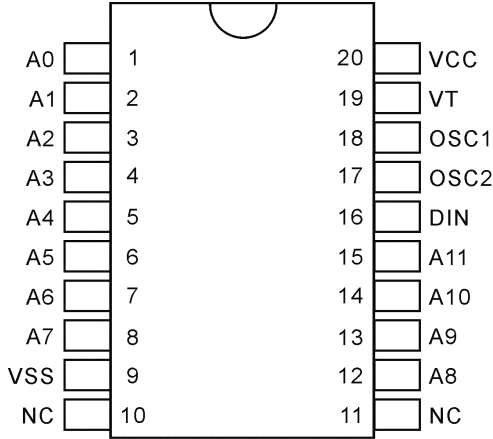 A0 1 20 VCC
A1 2 19 VT
A2 3 18 OSC1
A3 4 17 OSC2
A4 5 16 DIN
A5 6 15 A11
A6 7 14 A10
A7 8 13 A9
VSS 9 12 A8
NC 10 11 NC